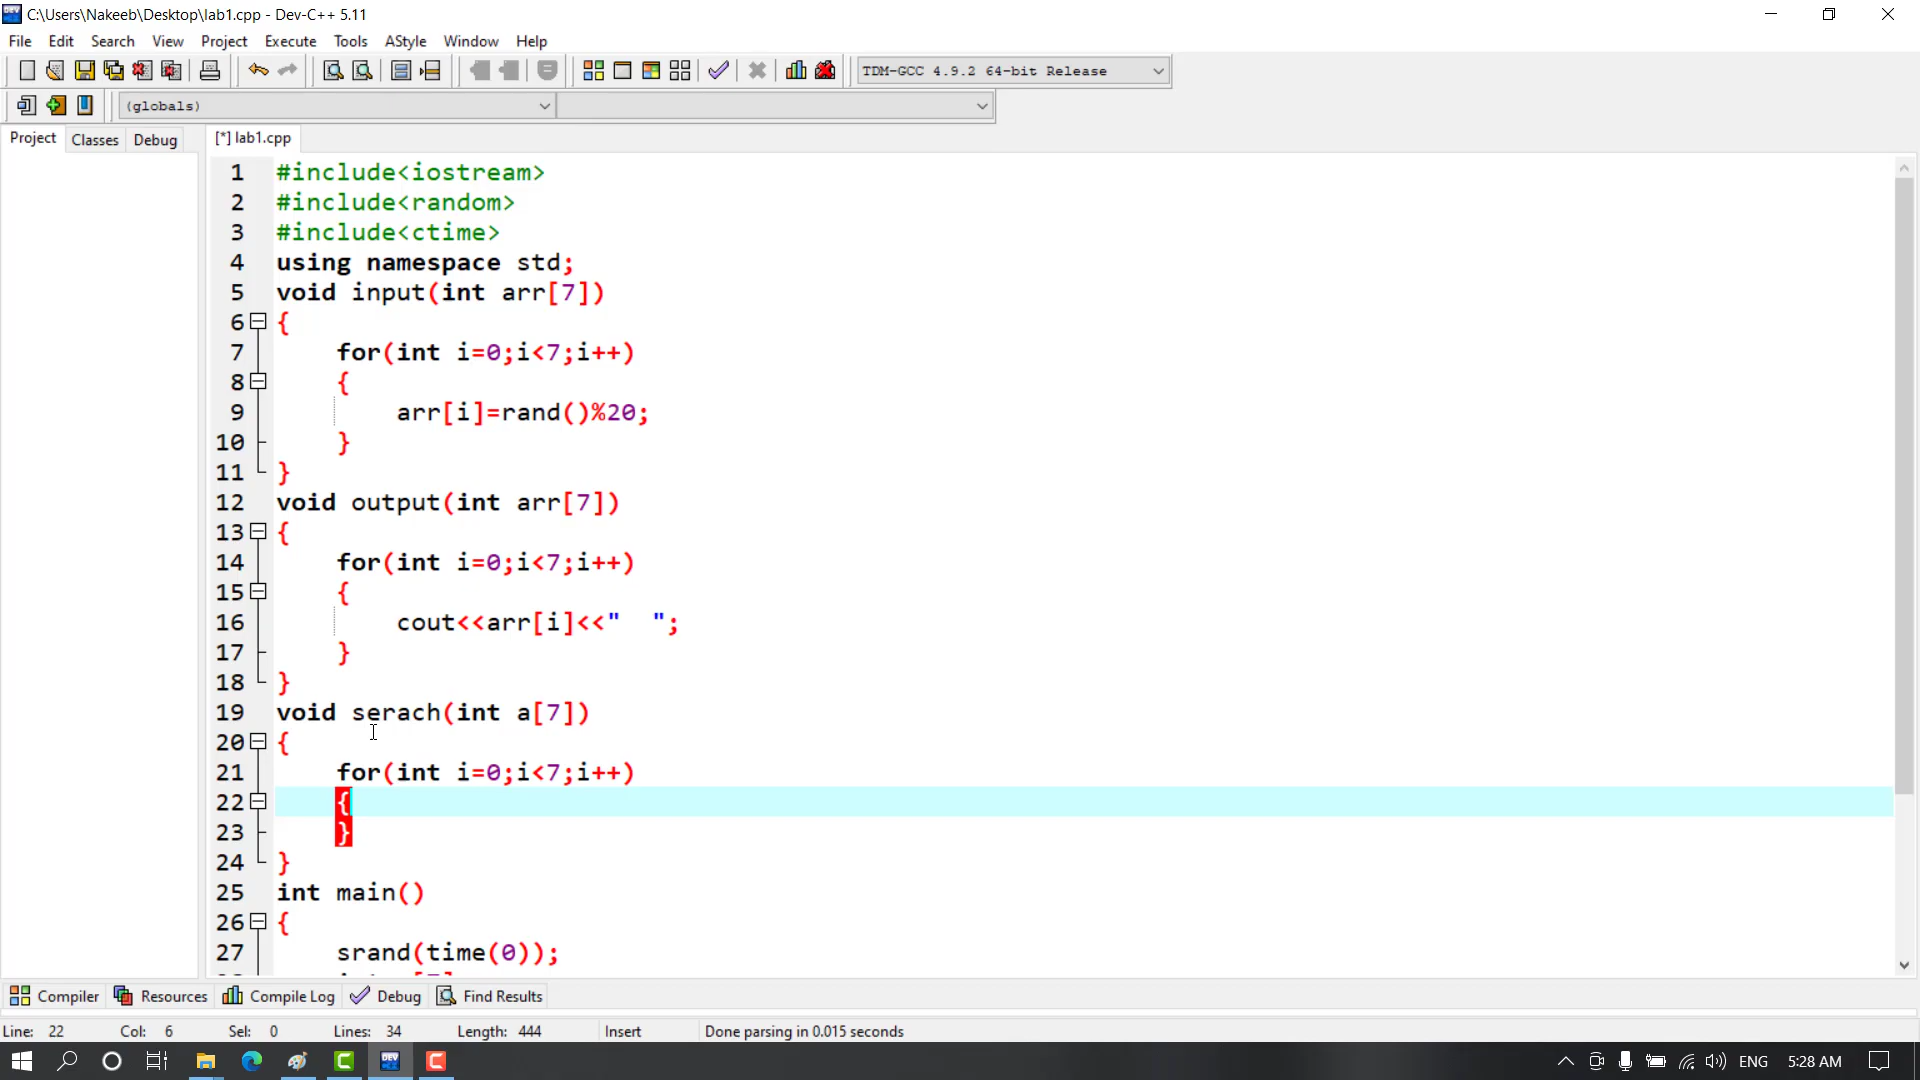 C:\Users\Nakeeb\Desktop\lab1.cpp - Dev-C++ 5.11
File Edit Search View Project Execute Tools AStyle Window Help
TDM-GCC 4.9.2 64-bit Release
(globals)
Project Classes Debug [*] lab1.cpp
1 #include<iostream>
2 #include<random>
3 #include<ctime>
4 using namespace std;
5 void input(int arr[7])
6 {
7 for(int i=0;i<7;i++)
8 {
9 arr[i]=rand()%20;
10 }
11 }
12 void output(int arr[7])
13 {
14 for(int i=0;i<7;i++)
15 {
16 cout<<arr[i]<<"  ";
17 }
18 }
19 void serach(int a[7])
20 {
21 for(int i=0;i<7;i++)
22 {
23 }
24 }
25 int main()
26 {
27 srand(time(0));
Compiler Resources Compile Log Debug Find Results
Line: 22 Col: 6 Sel: 0 Lines: 34 Length: 444 Insert Done parsing in 0.015 seconds
DEV ENG 5:28 AM